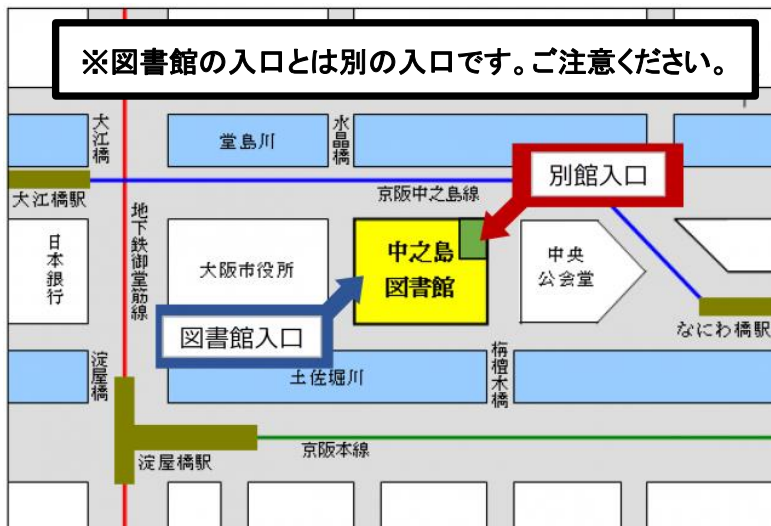 ※図書館の入口とは別の入口です。ご注意ください。
大江橋
堂島川
水晶橋
別館入口
大江橋駅
京阪中之島線
地下鉄御堂筋線
日本銀行
大阪市役所
中之島
図書館
中央
公会堂
図書館入口
なにわ橋駅
淀屋橋
土佐堀川
栴檀木橋
淀屋橋駅
京阪本線